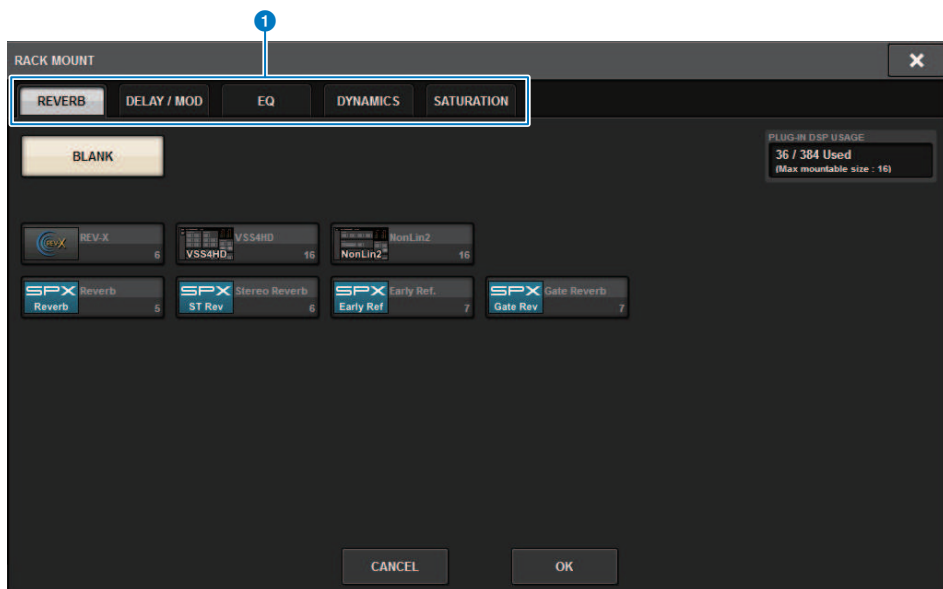 1
RACK MOUNT
REVERB DELAY / MOD EQ DYNAMICS SATURATION
BLANK
PLUG-IN DSP USAGE
36 / 384 Used
(Max mountable size : 16)
REV-X REV-X 6
VSS4HD VSS4HD 16
NonLin2 NonLin2 16
SPX Reverb Reverb 5
SPX Stereo Reverb ST Rev 6
SPX Early Ref. Early Ref 7
SPX Gate Reverb Gate Rev 7
CANCEL OK